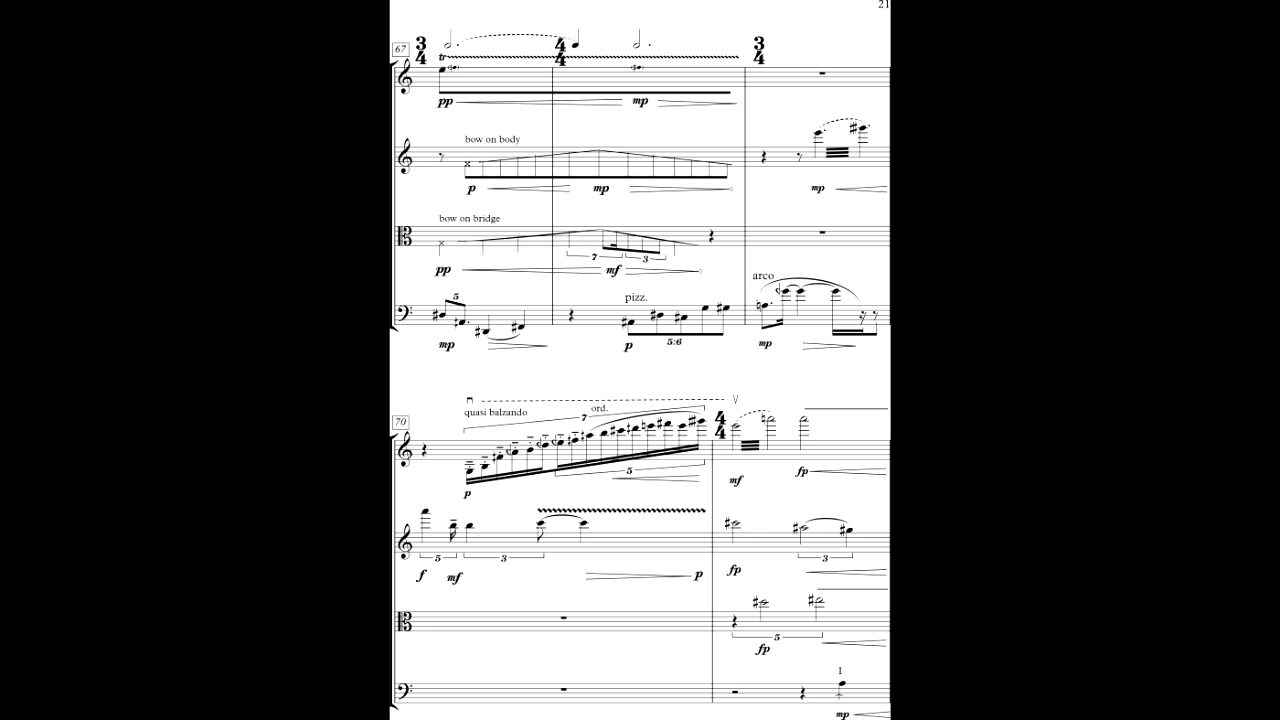 21
67
3 4
4 4
3 4
tr
pp
mp
bow on body
p
mp
mp
bow on bridge
7
3
pp
mf
arco
5
pizz.
mp
p
5:6
mp
70
quasi balzando
ord.
7
4 4
5
p
mf
fp
5
3
3
f
mf
p
fp
5
fp
I
mp